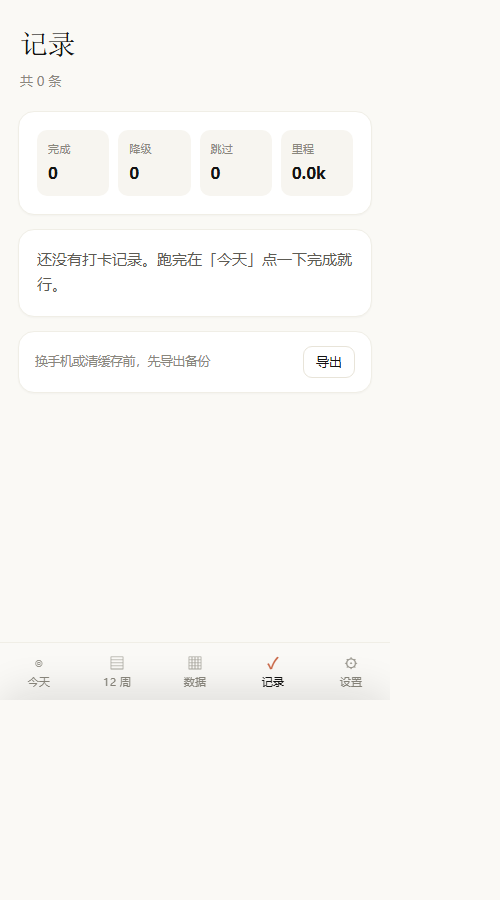 记录
共 0 条
完成
0
降级
0
跳过
0
里程
0.0k
还没有打卡记录。跑完在「今天」点一下完成就
行。
换手机或清缓存前，先导出备份
导出
今天
12 周
数据
记录
设置